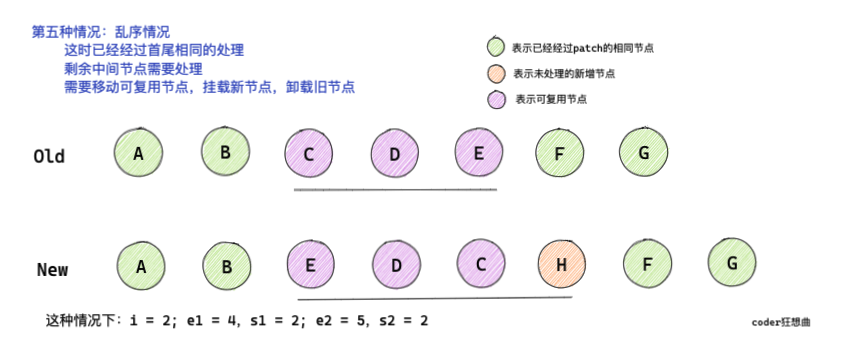 第五种情况：乱序情况
这时已经经过首尾相同的处理
剩余中间节点需要处理
需要移动可复用节点，挂载新节点，卸载旧节点
表示已经经过patch的相同节点
表示未处理的新增节点
表示可复用节点
Old A B C D E F G
New A B E D C H F G
这种情况下：i = 2; e1 = 4, s1 = 2; e2 = 5, s2 = 2
coder狂想曲